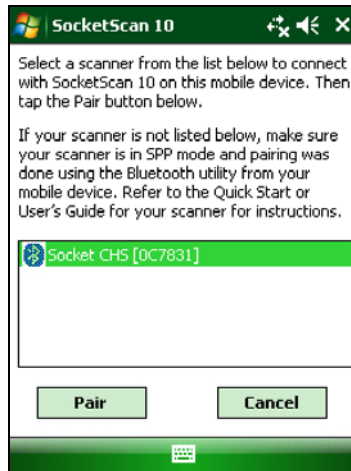 SocketScan 10
Select a scanner from the list below to connect
with SocketScan 10 on this mobile device. Then
tap the Pair button below.
If your scanner is not listed below, make sure
your scanner is in SPP mode and pairing was
done using the Bluetooth utility from your
mobile device. Refer to the Quick Start or
User's Guide for your scanner for instructions.
Socket CHS [0C7831]
Pair
Cancel